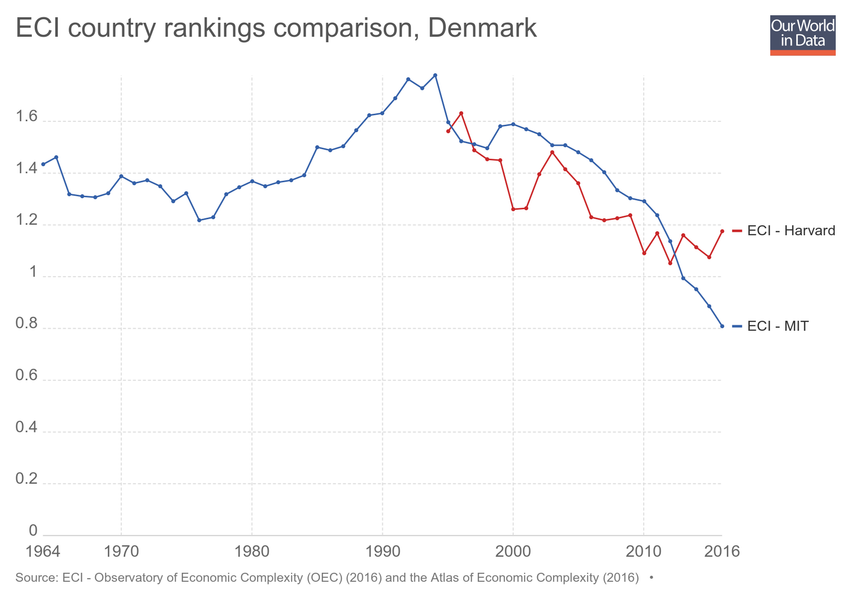 ECI country rankings comparison, Denmark
Our World
in Data
1.6
1.4
1.2
ECI - Harvard
1
0.8
ECI - MIT
0.6
0.4
0.2
0
1964 1970 1980 1990 2000 2010 2016
Source: ECI - Observatory of Economic Complexity (OEC) (2016) and the Atlas of Economic Complexity (2016) •